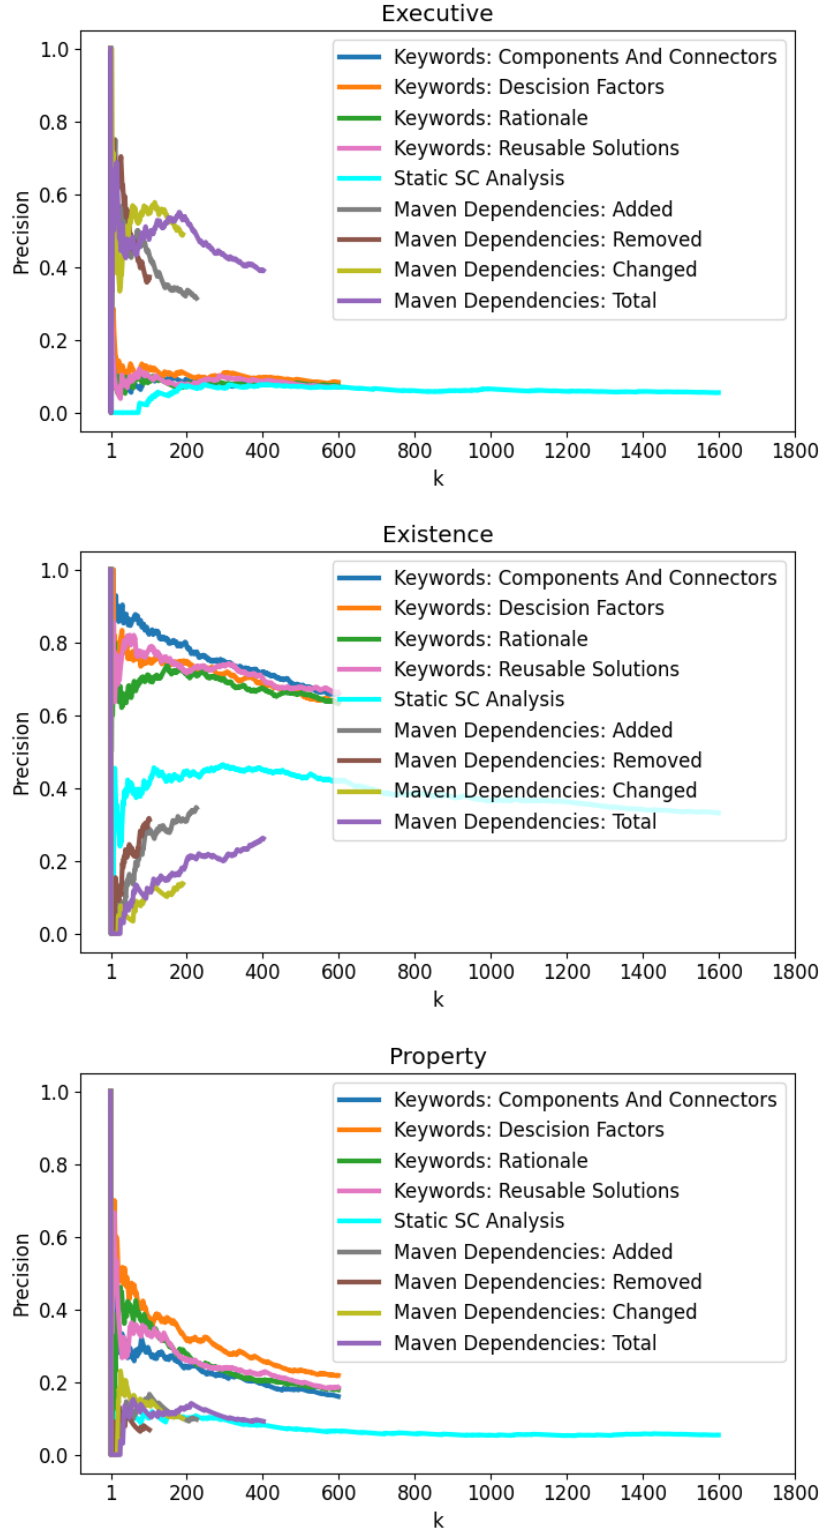 Executive
Precision
1.0
0.8
0.6
0.4
0.2
0.0
Keywords: Components And Connectors
Keywords: Descision Factors
Keywords: Rationale
Keywords: Reusable Solutions
Static SC Analysis
Maven Dependencies: Added
Maven Dependencies: Removed
Maven Dependencies: Changed
Maven Dependencies: Total
1 200 400 600 800 1000 1200 1400 1600 1800
k
Existence
Precision
1.0
0.8
0.6
0.4
0.2
0.0
Keywords: Components And Connectors
Keywords: Descision Factors
Keywords: Rationale
Keywords: Reusable Solutions
Static SC Analysis
Maven Dependencies: Added
Maven Dependencies: Removed
Maven Dependencies: Changed
Maven Dependencies: Total
1 200 400 600 800 1000 1200 1400 1600 1800
k
Property
Precision
1.0
0.8
0.6
0.4
0.2
0.0
Keywords: Components And Connectors
Keywords: Descision Factors
Keywords: Rationale
Keywords: Reusable Solutions
Static SC Analysis
Maven Dependencies: Added
Maven Dependencies: Removed
Maven Dependencies: Changed
Maven Dependencies: Total
1 200 400 600 800 1000 1200 1400 1600 1800
k